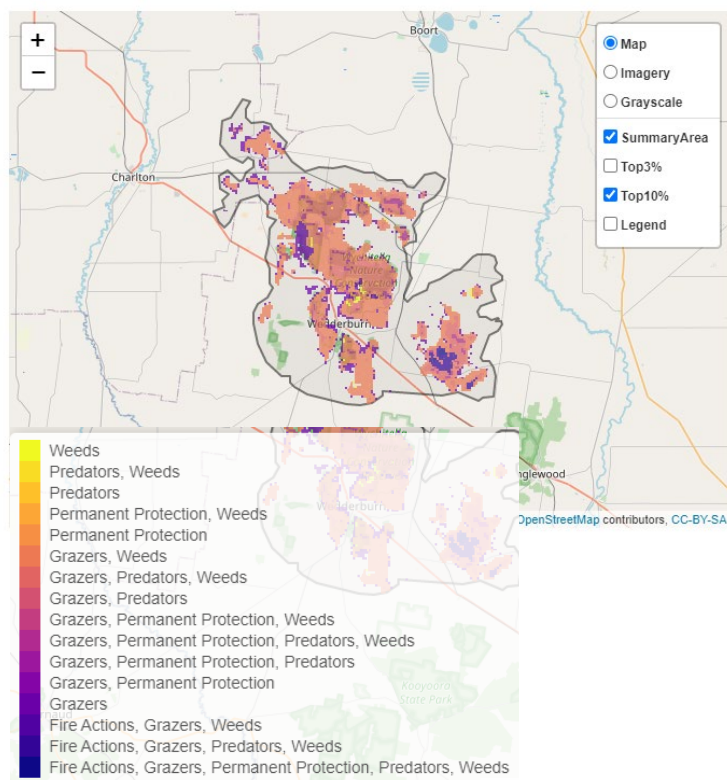 Boort
+
−
Map
Imagery
Grayscale
SummaryArea
Top3%
Top10%
Legend
Charlton
Nature
Wedderburn
Weeds
Predators, Weeds
Predators
Permanent Protection, Weeds
Permanent Protection
Grazers, Weeds
Grazers, Predators, Weeds
Grazers, Predators
Grazers, Permanent Protection, Weeds
Grazers, Permanent Protection, Predators, Weeds
Grazers, Permanent Protection, Predators
Grazers, Permanent Protection
Grazers
Fire Actions, Grazers, Weeds
Fire Actions, Grazers, Predators, Weeds
Fire Actions, Grazers, Permanent Protection, Predators, Weeds
nglewood
OpenStreetMap contributors, CC-BY-SA
Wedderburn
Kooyoora
State Park